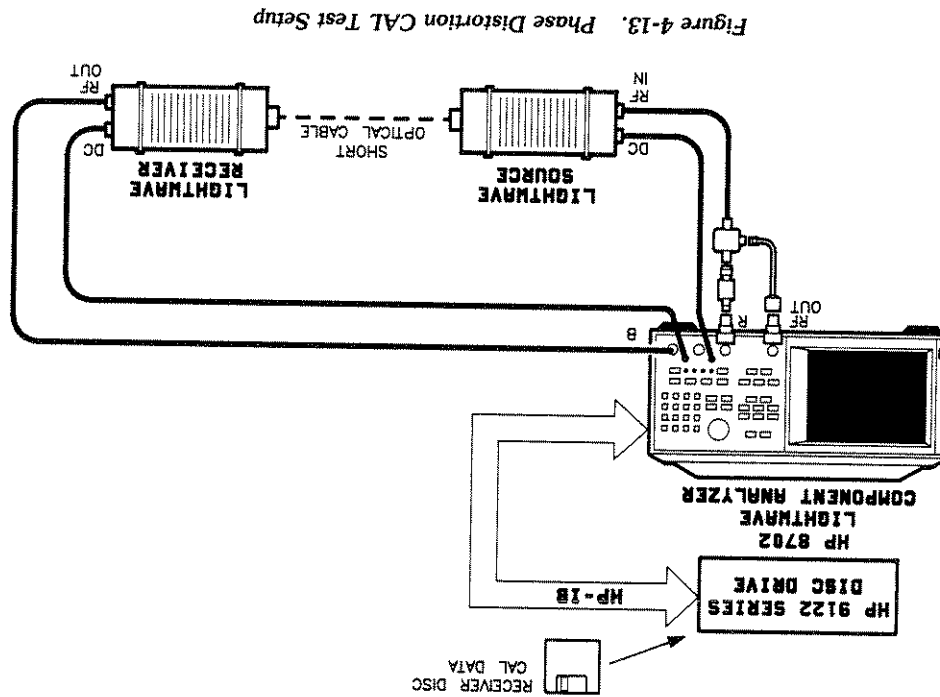 RECEIVER DISC
CAL DATA
HP 9122 SERIES
DISC DRIVE
HP-IB
HP 8702
LIGHTWAVE
COMPONENT ANALYZER
RF
OUT
R
B
LIGHTWAVE
SOURCE
DC
RF
IN
SHORT
OPTICAL CABLE
LIGHTWAVE
RECEIVER
DC
RF
OUT
Figure 4-13. Phase Distortion CAL Test Setup